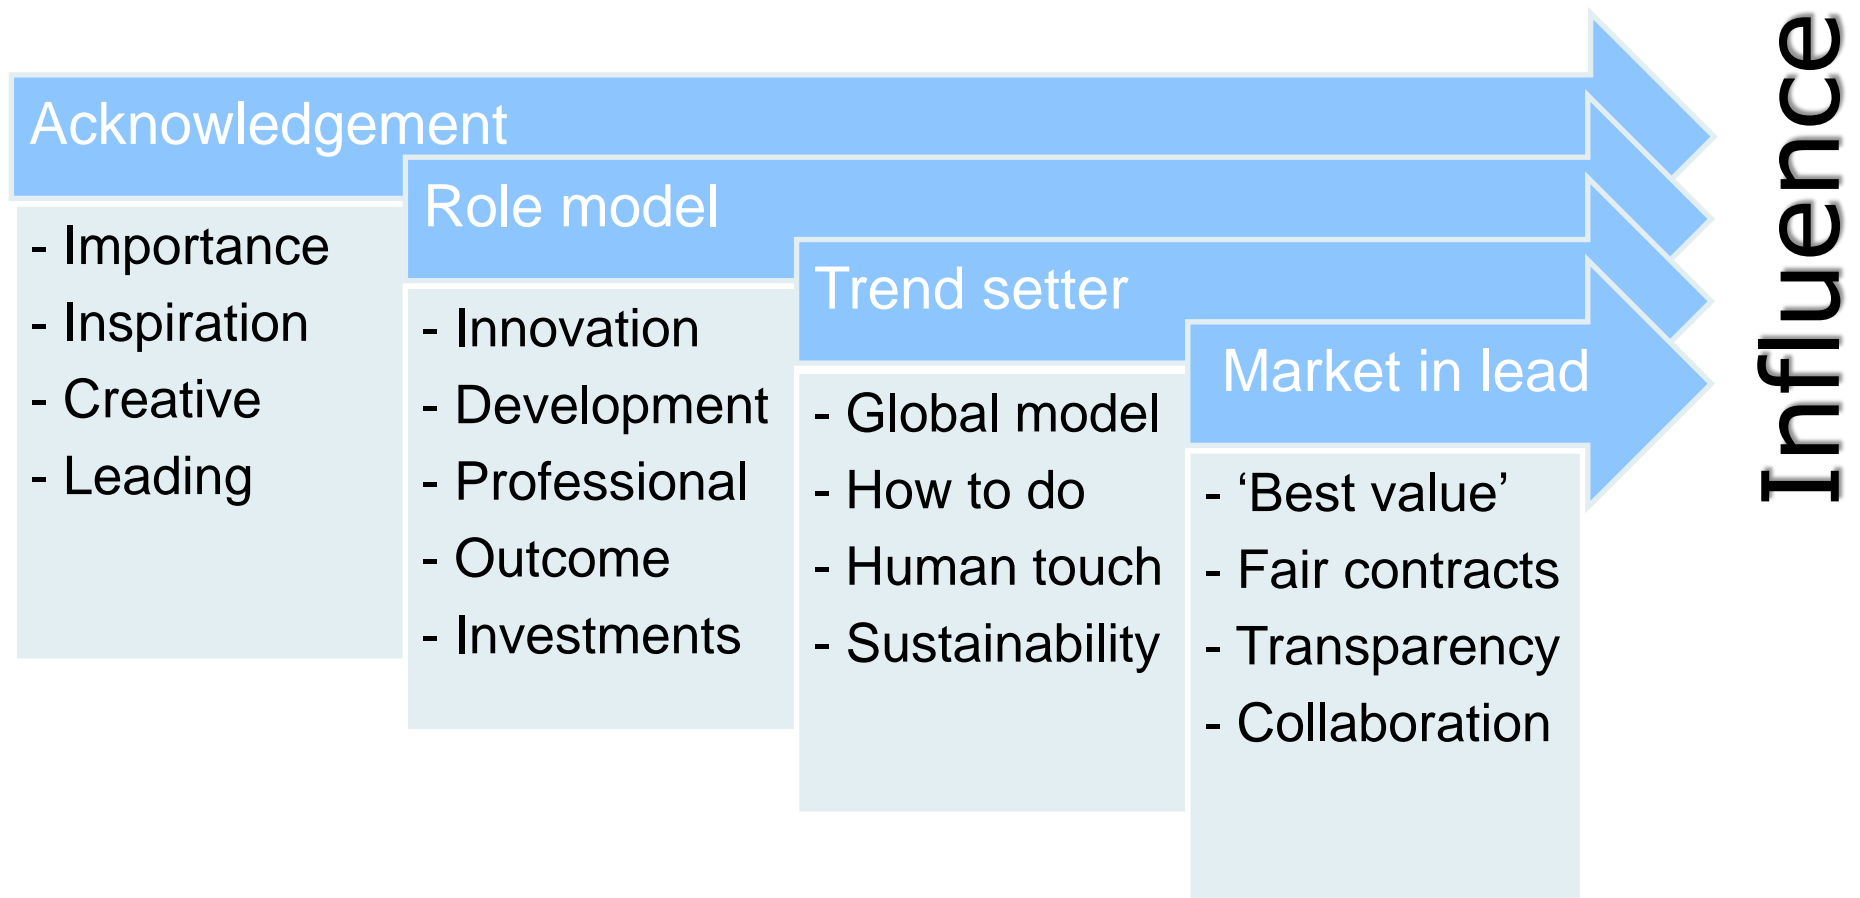 Acknowledgement
- Importance
- Inspiration
- Creative
- Leading
Role model
- Innovation
- Development
- Professional
- Outcome
- Investments
Trend setter
- Global model
- How to do
- Human touch
- Sustainability
Market in lead
- ‘Best value’
- Fair contracts
- Transparency
- Collaboration
Influence